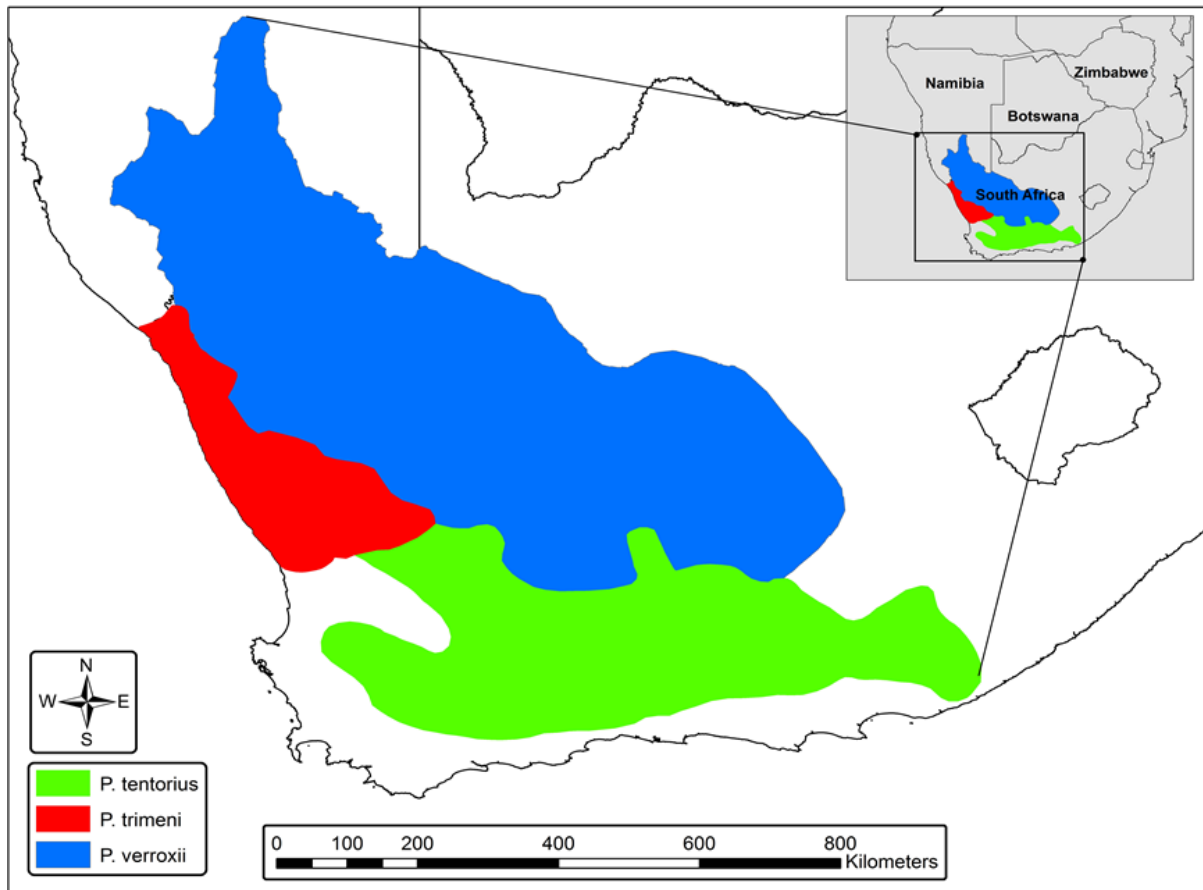 Namibia
Zimbabwe
Botswana
South Africa
N
W E
S
P. tentorius
P. trimeni
P. verroxii
0 100 200 400 600 800
Kilometers